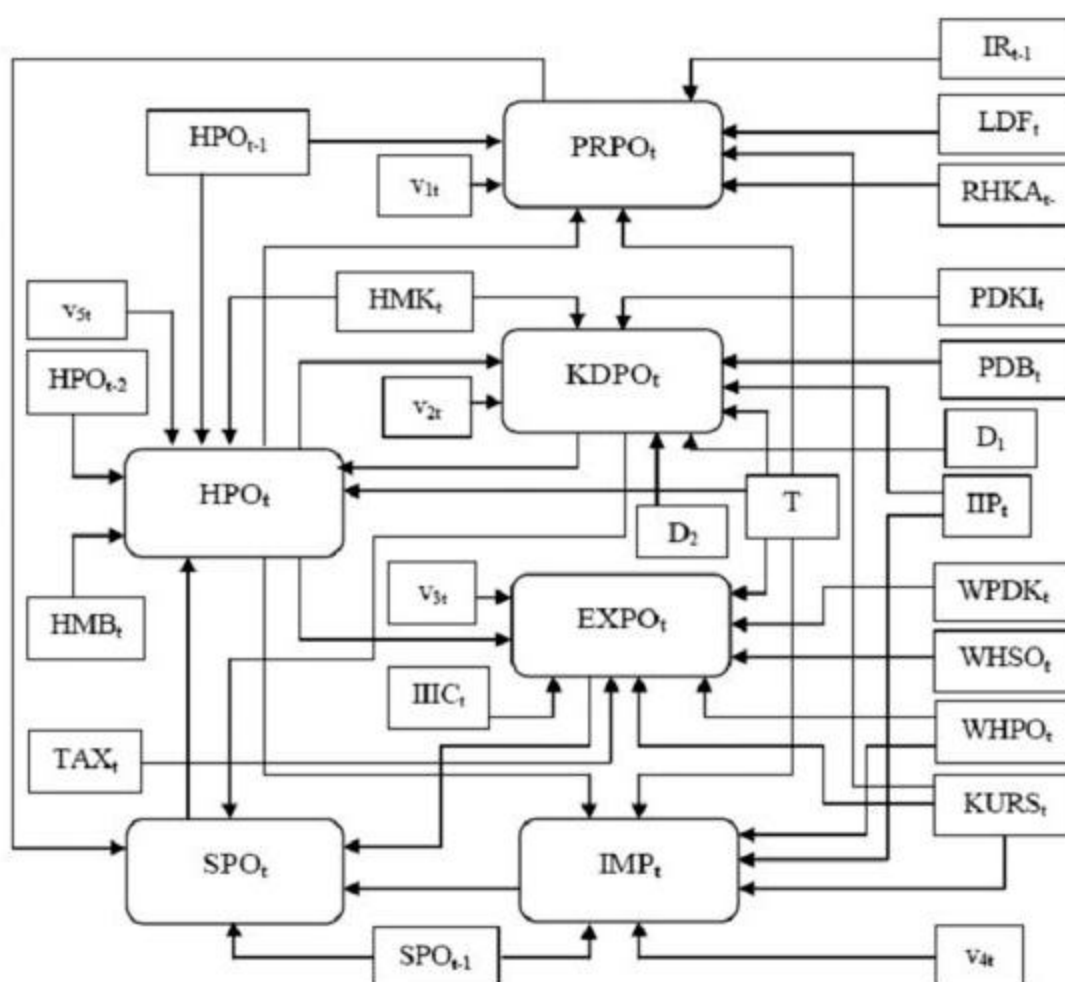 IRₜ₋₁
LDFₜ
HPOₜ₋₁
PRPOₜ
v₁ₜ
RHKAₜ₋
HMKₜ
PDKIₜ
v₅ₜ
KDPOₜ
PDBₜ
HPOₜ₋₂
v₂ₜ
D₁
HPOₜ
T
IIPₜ
D₂
v₃ₜ
EXPOₜ
WPDKₜ
HMBₜ
WHSOₜ
WHPOₜ
TAXₜ
KURSₜ
SPOₜ
IMPₜ
SPOₜ₋₁
v₄ₜ